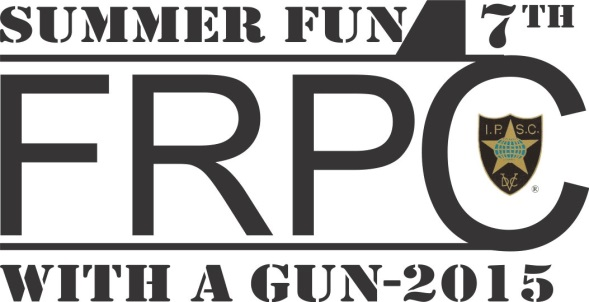 SUMMER FUN 7TH
FRPC
I.P.S.C.
DVC
®
WITH A GUN-2015